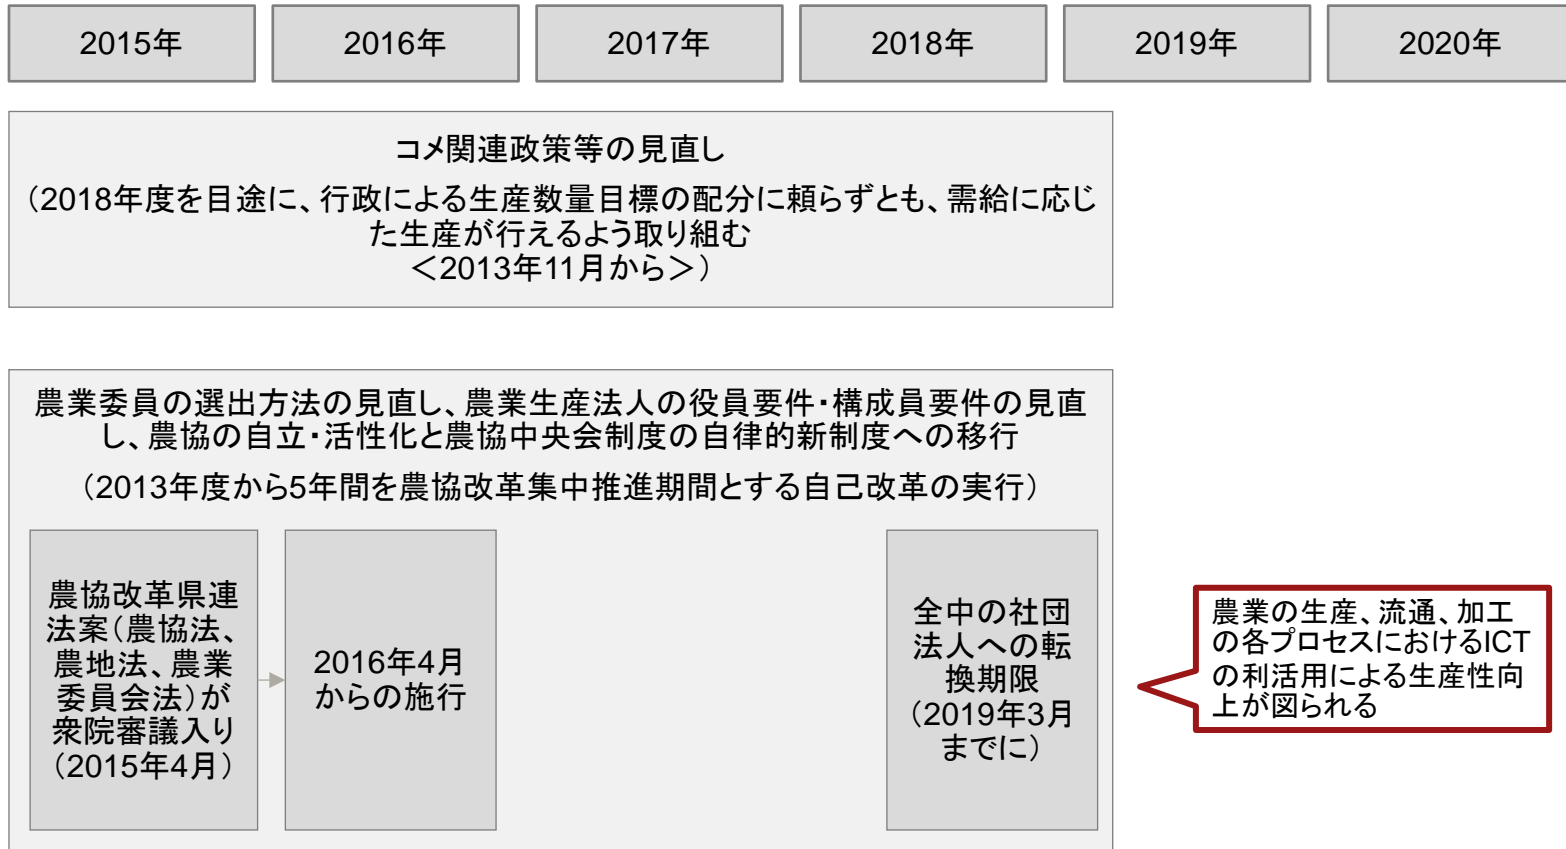 2015年
2016年
2017年
2018年
2019年
2020年
コメ関連政策等の見直し
（2018年度を目途に、行政による生産数量目標の配分に頼らずとも、需給に応じ
た生産が行えるよう取り組む
＜2013年11月から＞）
農業委員の選出方法の見直し、農業生産法人の役員要件・構成員要件の見直
し、農協の自立・活性化と農協中央会制度の自律的新制度への移行
（2013年度から5年間を農協改革集中推進期間とする自己改革の実行）
農協改革県連
法案（農協法、
農地法、農業
委員会法）が
衆院審議入り
（2015年4月）
2016年4月
からの施行
全中の社団
法人への転
換期限
（2019年3月
までに）
農業の生産、流通、加工
の各プロセスにおけるICT
の利活用による生産性向
上が図られる